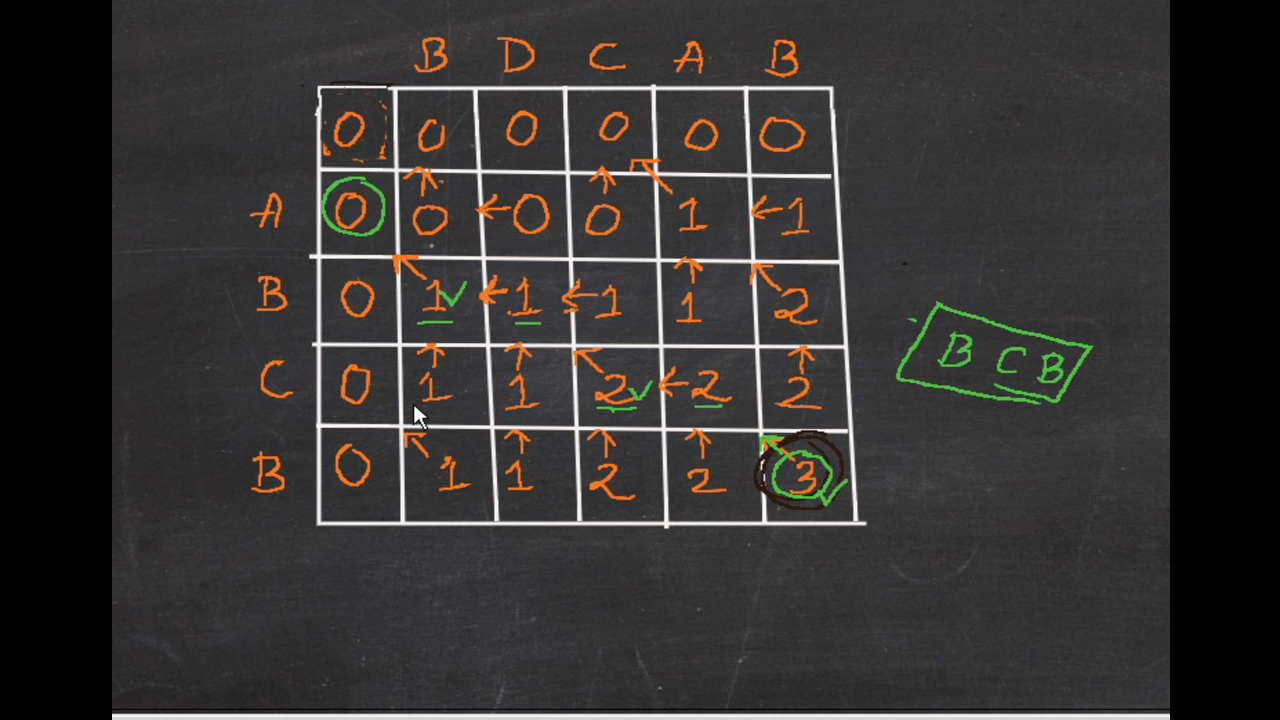 B D C A B
0 0 0 0 0 0
A 0 0 0 0 1 1
B 0 1 1 1 1 2
C 0 1 1 2 2 2
B 0 1 1 2 2 3
B C B